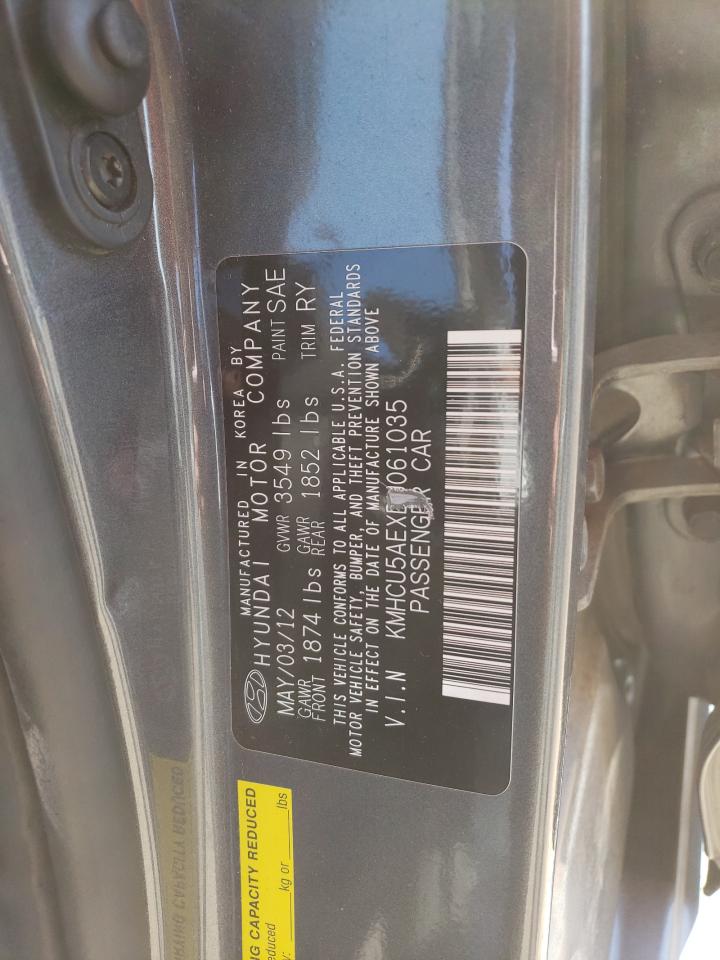 MANUFACTURED IN KOREA BY
HYUNDAI MOTOR COMPANY
MAY/03/12 GVWR 3549 lbs PAINT SAE
GAWR FRONT 1874 lbs GAWR REAR 1852 lbs TRIM RY
THIS VEHICLE CONFORMS TO ALL APPLICABLE U.S.A. FEDERAL
MOTOR VEHICLE SAFETY, BUMPER, AND THEFT PREVENTION STANDARDS
IN EFFECT ON THE DATE OF MANUFACTURE SHOWN ABOVE
V.I.N KMHCU5AEX 061035
PASSENGER CAR
CAPACITY REDUCED
kg or lbs